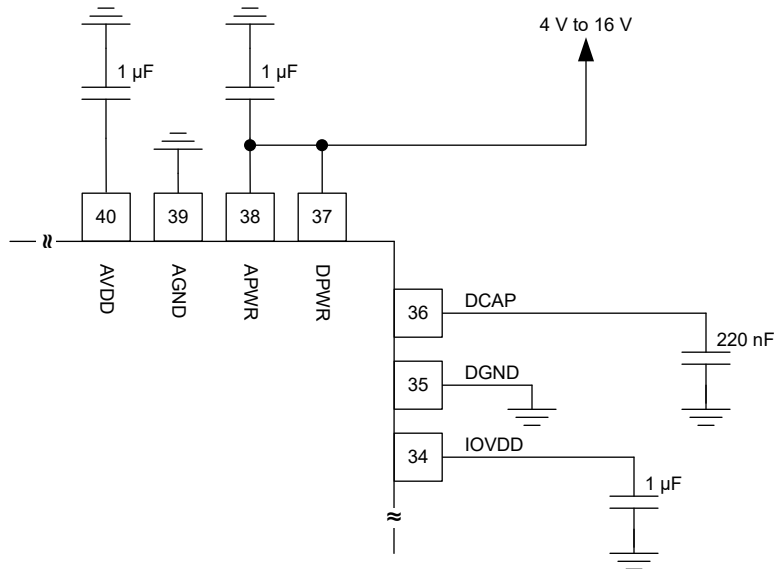 4 V to 16 V
1 µF
1 µF
40
39
38
37
AVDD
AGND
APWR
DPWR
36
DCAP
220 nF
35
DGND
34
IOVDD
1 µF